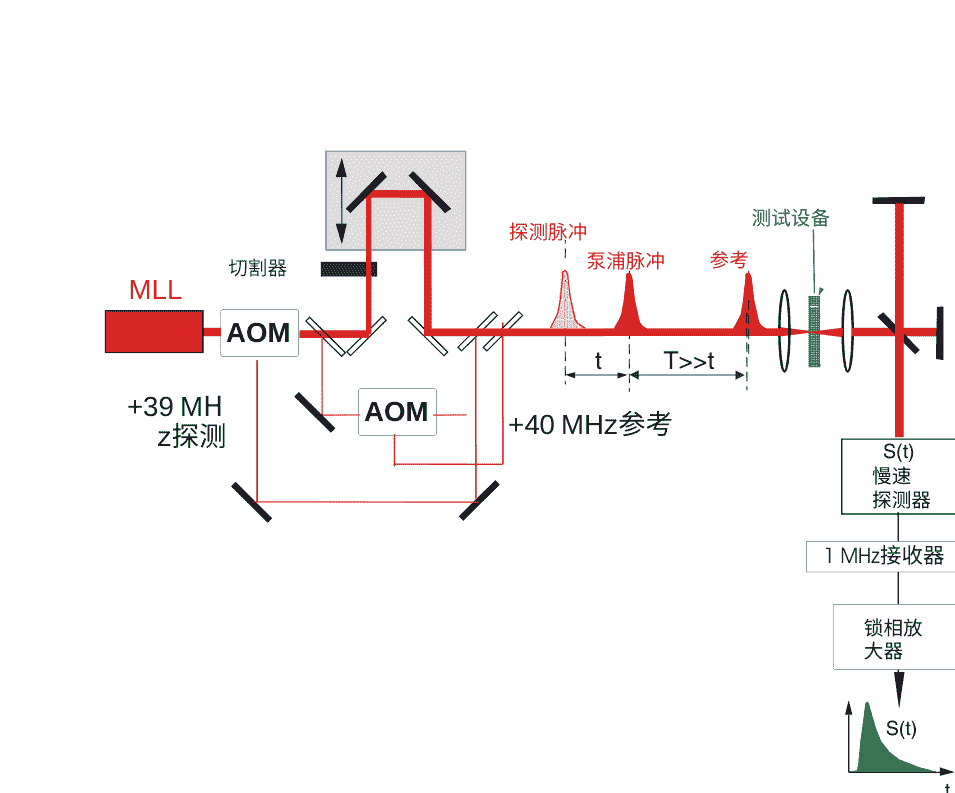 测试设备
探测脉冲
泵浦脉冲
参考
切割器
MLL
AOM
t
T>>t
+39 MH
z探测
AOM
+40 MHz参考
S(t)
慢速
探测器
1 MHz接收器
锁相放
大器
S(t)
t